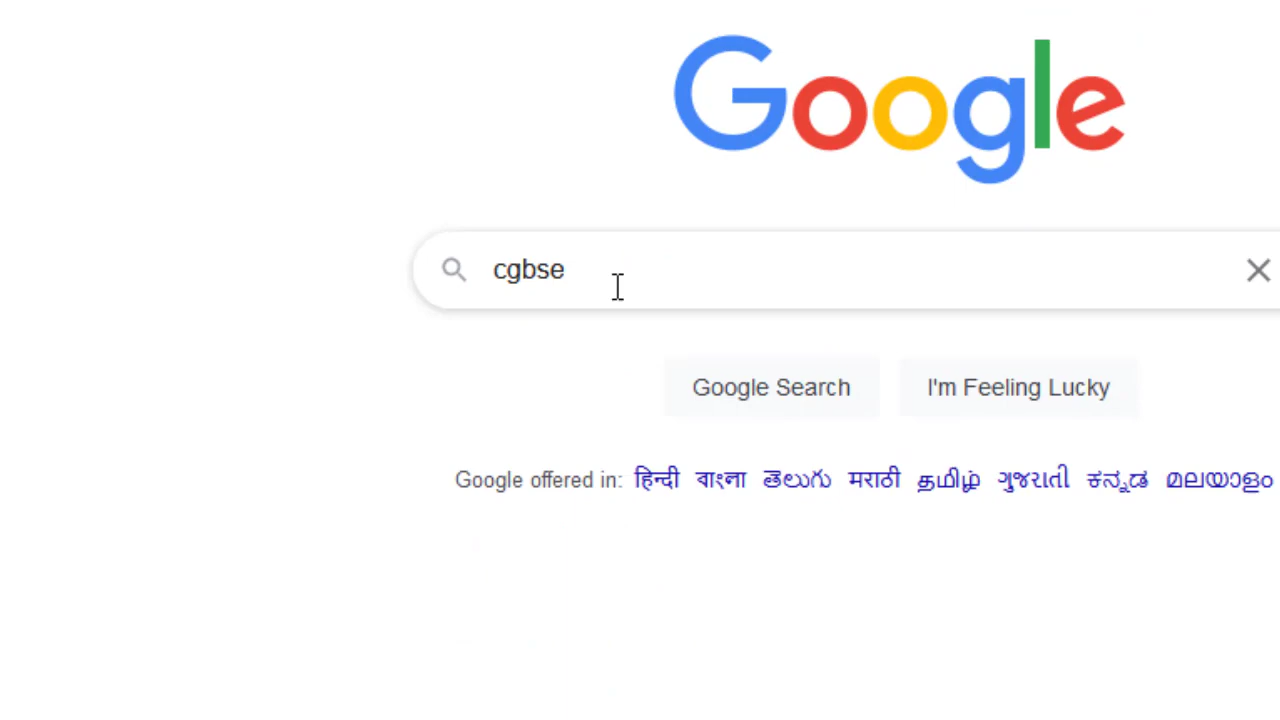 Google
cgbse
Google Search I'm Feeling Lucky
Google offered in: हिन्दी বাংলা తెలుగు मराठी தமிழ் ગુજરાતી ಕನ್ನಡ മലയാളം